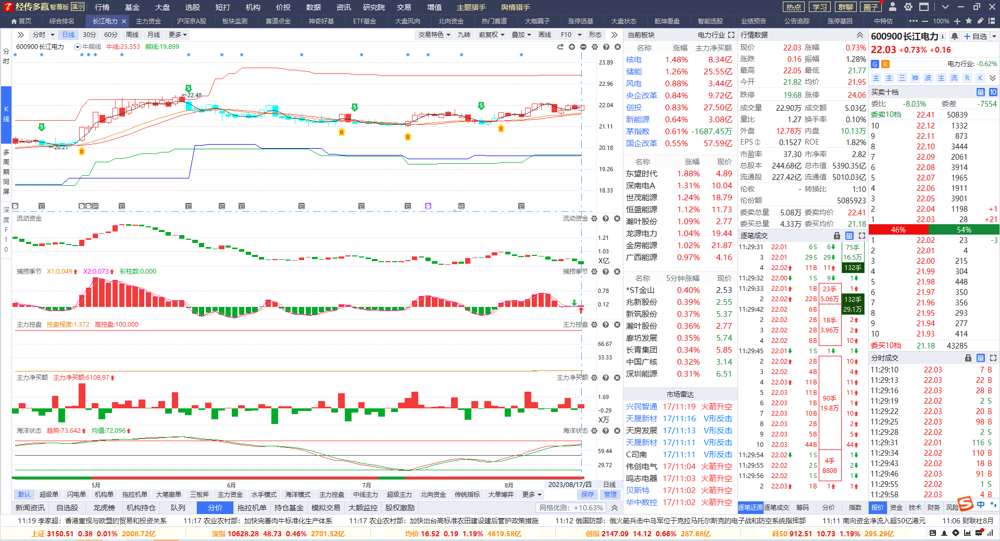 经传多赢 智尊版 演示 行情 基金 大盘 选股 短打 机构 价投 数据 资讯 研究院 交易 增值 主题猎手 舆情猎手 热点 学习 群聊 圈子
首页 综合排名 长江电力 × 主力资金 沪深京A股 板块监测 赛道点金 神奇好基 ETF基金 大盘风向 北向资金 热门赛道 大咖圈子 涨停选基 大盘状态 乾坤看盘 智能选股 业绩预告 公告追踪 涨停基因 中特估 100%
分时 日线 30分 60分 周线 月线 更多 交易特色 九转 前复权 叠加 画线 F10 形态
600900 长江电力 牛熊线 牛线:23.353 熊线:19.899
分时
K线
多周期同屏
深度F10
23.89
22.96
22.04
21.11
20.18
19.26
18.33
S
←22.48
S
S
S
B
B
B
B
←20.21
流动资金 流动资金
1.21
1.03
X亿
捕捞季节 X1:0.049 X2:0.073 彩柱数:0.000 捕捞季节
0.78
0.12
主力控盘 控盘程度:1.372 高控盘:100.000 主力控盘
66.67
33.33
主力净买额 主力净买额:6108.97 主力净买额
1.69
-0.29
X万
海洋状态 趋势:73.642 均值:72.096 海洋状态
59.44
29.72
5月 6月 7月 8月 2023/08/17/四 日线
默认 超级单 闪电单 机构单 拖拉机单 大笔撤单 三板斧 主力资金 水手模式 海洋模式 主力控盘 中线主力 超级主力 北向资金 传统指标 大单博弈 更多 保存 管理
新闻资讯 自选股 龙虎榜 机构持仓 队列 分价 拖拉机单 持仓基金 模拟交易 大额监控 股权激励 网格优测: +10.63%
当前板块 电力行业
名称 涨幅 主力净买额
核电 1.48% 8.34亿
储能 1.26% 25.55亿
风电 0.88% 3.44亿
央企改革 0.84% 9.72亿
创投 0.83% 27.50亿
新能源 0.64% 3.08亿
茅指数 0.61% -1687.45万
国企改革 0.55% 57.59亿
名称 涨幅 现价
东望时代 1.88% 4.89
深南电A 1.31% 10.04
世茂能源 1.24% 18.79
恒盛能源 1.12% 11.73
瀚叶股份 1.09% 2.77
龙源电力 1.04% 19.44
金房能源 1.02% 21.87
广西能源 0.97% 4.16
名称 5分钟涨幅 现价
*ST金山 0.40% 2.53
兆新股份 0.39% 2.55
新筑股份 0.37% 5.37
瀚叶股份 0.36% 2.77
廊坊发展 0.35% 5.74
长青集团 0.34% 5.85
中国广核 0.32% 3.14
深圳能源 0.31% 6.51
市场雷达
兴民智通 17/11:19 火箭升空
天晟新材 17/11:16 V形反击
天房发展 17/11:13 V形反击
天晟新材 17/11:11 V形反击
C司南 17/11:11 V形反击
伟创电气 17/11:04 火箭升空
鸣志电器 17/11:03 火箭升空
贝斯特 17/11:02 火箭升空
华中数控 17/11:02 火箭升空
行情数据
现价 22.03 涨幅 0.73%
涨跌 0.16 振幅 1.28%
最高 22.05 最低 21.77
今开 21.82 均价 21.95
跌停 19.68 涨停 24.06
成交量 22.90万 成交额 5.03亿
量比 1.27 换手率 0.10%
外盘 12.78万 内盘 10.13万
EPS① 0.1527 ROE 1.82%
市盈率 37.30 市净率 2.82
总股本 244.68亿 总市值 5390.35亿
流通股 227.42亿 流通值 5010.03亿
伦收 - 转换比 1:10
伦份额 5085923
委卖总量 5.08万 委卖均价 22.41
委买总量 4.33万 委买均价 21.18
逐笔成交 量
11:29:31 22.01 6 S 6 75手
3 22.01 29 S 29 16.5万
4 22.02 11 B 11 132手
11:29:32 22.00 1 S 9 1
11:29:33 22.01 1 B 23手 1
2 22.02 22 B 5.06万 132手
11:29:42 22.02 6 B 29.1万
2 22.02 2 B 18手 2
3 22.02 2 B 3.96万 2
4 22.02 8 B 10
11:29:45 22.01 1 S 1 1
2 22.02 2 B 10
3 22.02 4 B 4
4 22.03 11 B 11
5 22.03 11 B 11
6 22.03 1 B 90手 1
7 22.03 10 B 19.8万 10
8 22.03 2 B 2
9 22.03 5 B 5
10 22.03 44 B 44
11:29:54 22.02 1 S 1
11:29:55 22.02 2 S 4手 2
11:29:56 22.02 1 S 8808 1
2 22.03 1 B 1 1
逐笔还原 逐笔成交 筹码 分价 指数
600900 长江电力 自选
22.03 +0.73% +0.16
G R 电力行业: -0.62%
主 主 三 神 波 主 流 R K
买卖十档 量 10
委比 -8.03% 委差 -7554
委卖10档 22.41 50839
10 22.12 1332
9 22.11 873
8 22.10 3444
7 22.09 2061
6 22.08 3914
5 22.07 1965
4 22.06 1911
3 22.05 3901
2 22.04 1198 +1
1 22.03 28 +21
46% 54%
1 22.02 23 -3
2 22.01 4
3 22.00 215
4 21.99 304
5 21.98 448
6 21.97 350
7 21.96 356
8 21.95 293
9 21.94 277
10 21.93 414
委买10档 21.18 43285
分时成交 量
11:29:10 22.03 7 B
11:29:13 22.03 22 B
11:29:16 22.03 28 B
11:29:19 22.02 2 S
11:29:22 22.03 20 B
11:29:25 22.03 98 B
11:29:28 22.02 2 S
11:29:31 22.01 116 S
11:29:34 22.02 110 B
11:29:43 22.02 18 B
11:29:46 22.03 91 B
11:29:55 22.02 1 S
11:29:58 22.03 4 B
报价 资金 技术 财务 风险 S 中
11:19 李家超：香港重视与欧盟的贸易和投资关系 11:17 农业农村部：加快完善肉牛标准化生产体系 11:17 农业农村部：加快出台高标准农田建设建后管护政策措施 11:12 俄国防部：俄火箭兵击中乌军位于克拉马托尔斯克的电子战和防空系统指挥部 11:11 南向资金净流入超50亿港元 11:06 财联社8月
上证 3150.51 0.38 0.01% 2008.72亿 深指 10628.28 48.73 0.46% 2701.52亿 均价 16.52 0.19 1.19% 4619.58亿 创指 2147.09 14.12 0.66% 287.68亿 科50 912.51 10.73 1.19% 295.29亿